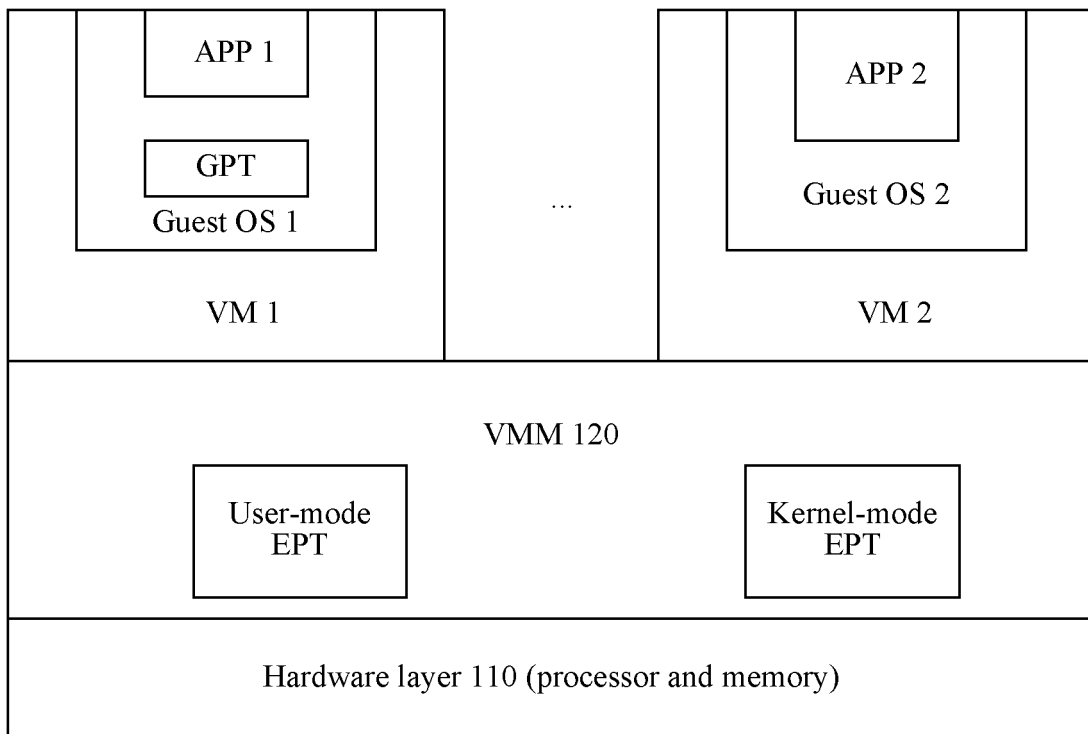 APP 1
GPT
Guest OS 1
VM 1
...
APP 2
Guest OS 2
VM 2
VMM 120
User-mode
EPT
Kernel-mode
EPT
Hardware layer 110 (processor and memory)